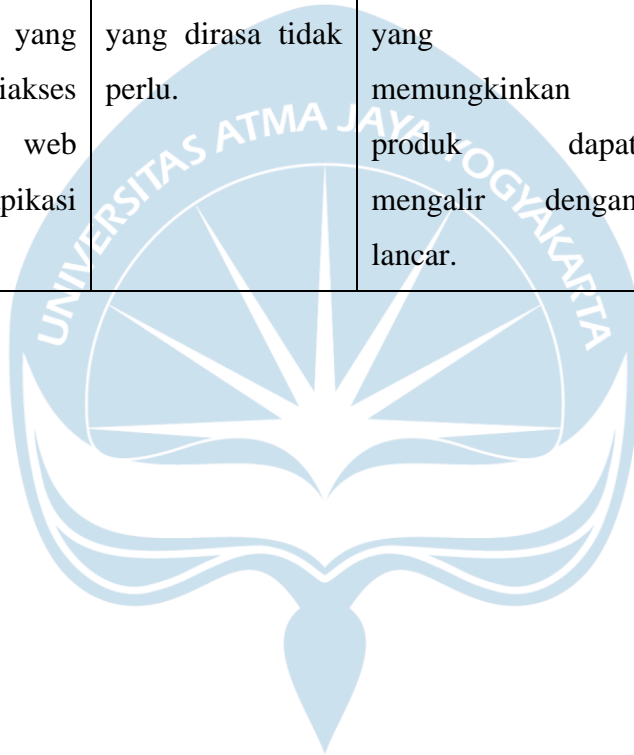 yang
iakses
web
pikasi
yang dirasa tidak
perlu.
yang
memungkinkan
produk dapat
mengalir dengan
lancar.
UNIVERSITAS ATMA JAYA YOGYAKARTA